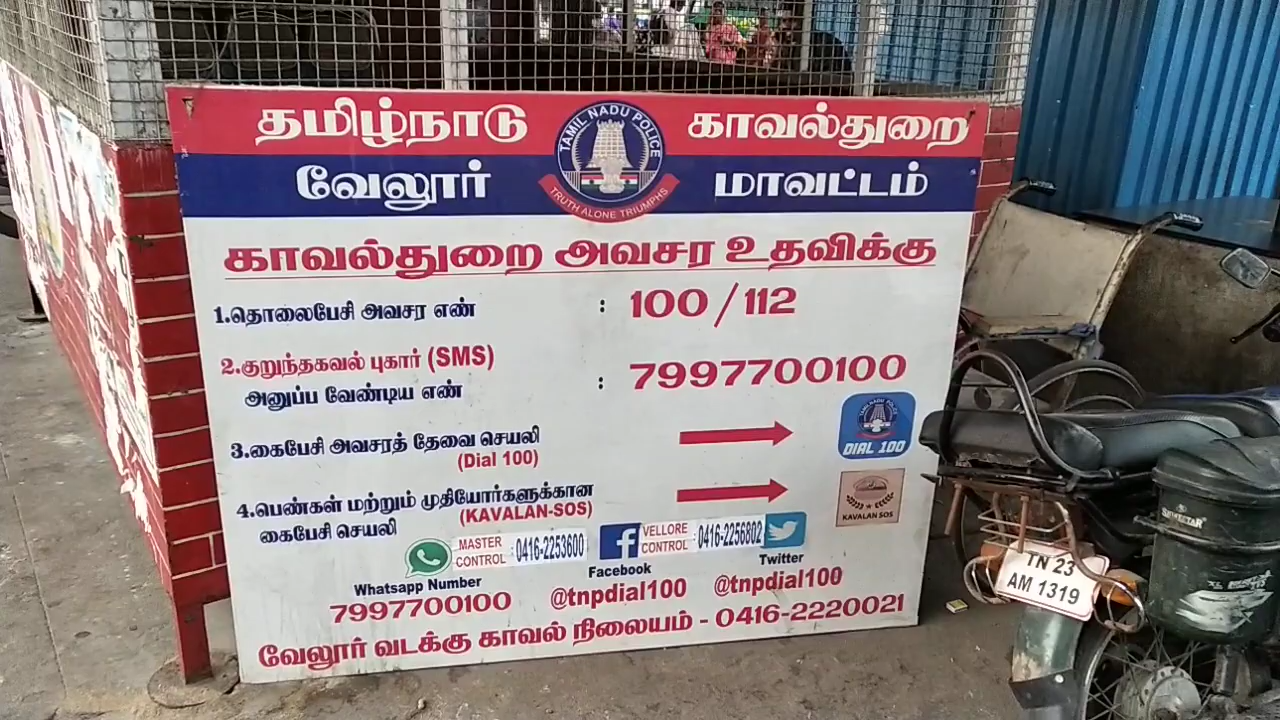 தமிழ்நாடு காவல்துறை
TAMIL NADU POLICE
TRUTH ALONE TRIUMPHS
வேலூர் மாவட்டம்
காவல்துறை அவசர உதவிக்கு
1.தொலைபேசி அவசர எண் : 100 / 112
2.குறுந்தகவல் புகார் (SMS)
அனுப்ப வேண்டிய எண் : 7997700100
3.கைபேசி அவசரத் தேவை செயலி
(Dial 100)
DIAL 100
4.பெண்கள் மற்றும் முதியோர்களுக்கான
கைபேசி செயலி (KAVALAN-SOS)
KAVALAN SOS
MASTER CONTROL : 0416-2253600
VELLORE CONTROL : 0416-2256802
Whatsapp Number Facebook Twitter
7997700100 @tnpdial100 @tnpdial100
வேலூர் வடக்கு காவல் நிலையம் - 0416-2220021
TN 23
AM 1319